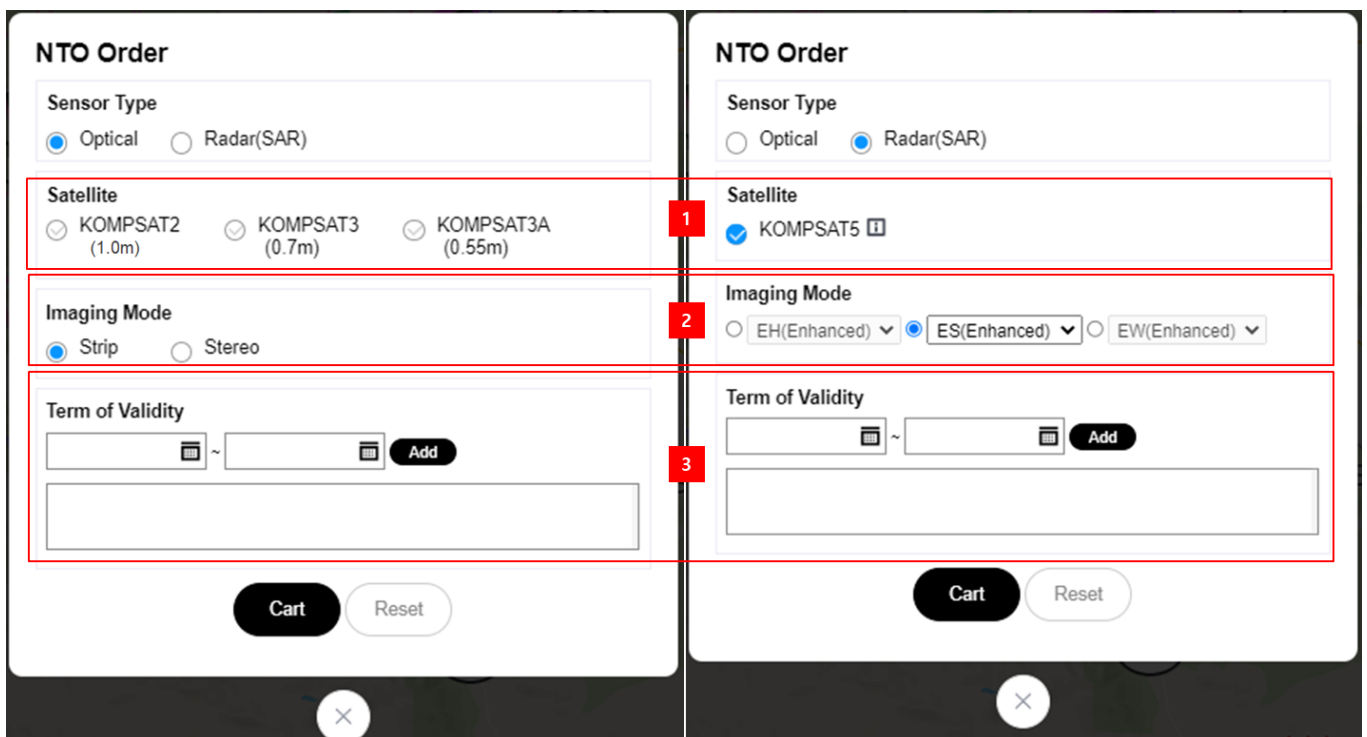 NTO Order
Sensor Type
Optical Radar(SAR)
Satellite
KOMPSAT2 KOMPSAT3 KOMPSAT3A
(1.0m) (0.7m) (0.55m)
Imaging Mode
Strip Stereo
Term of Validity
~ Add
Cart Reset
1
2
3
NTO Order
Sensor Type
Optical Radar(SAR)
Satellite
KOMPSAT5
Imaging Mode
EH(Enhanced) ES(Enhanced) EW(Enhanced)
Term of Validity
~ Add
Cart Reset